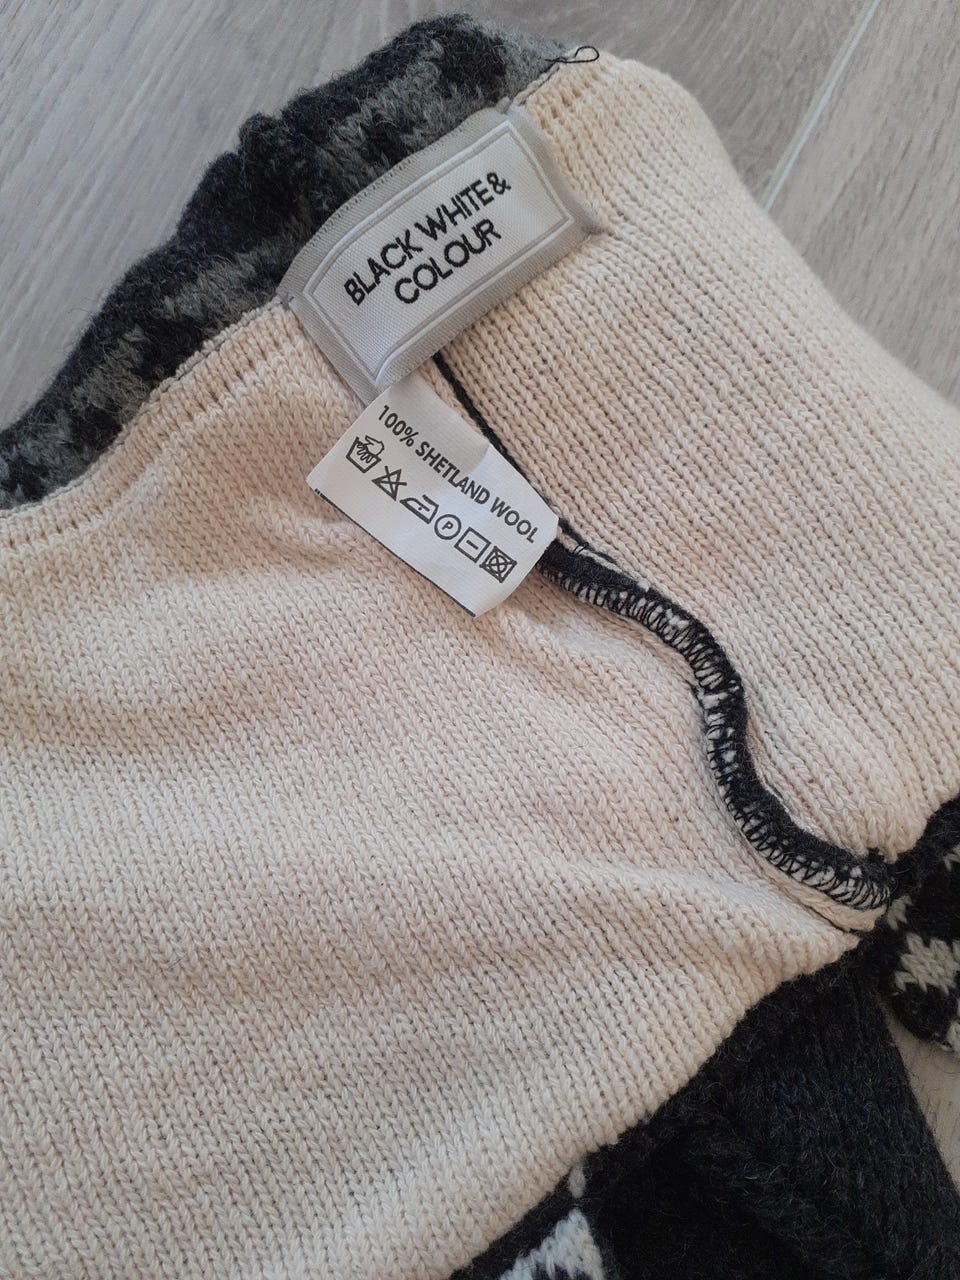 BLACK WHITE &
COLOUR
100% SHETLAND WOOL
P